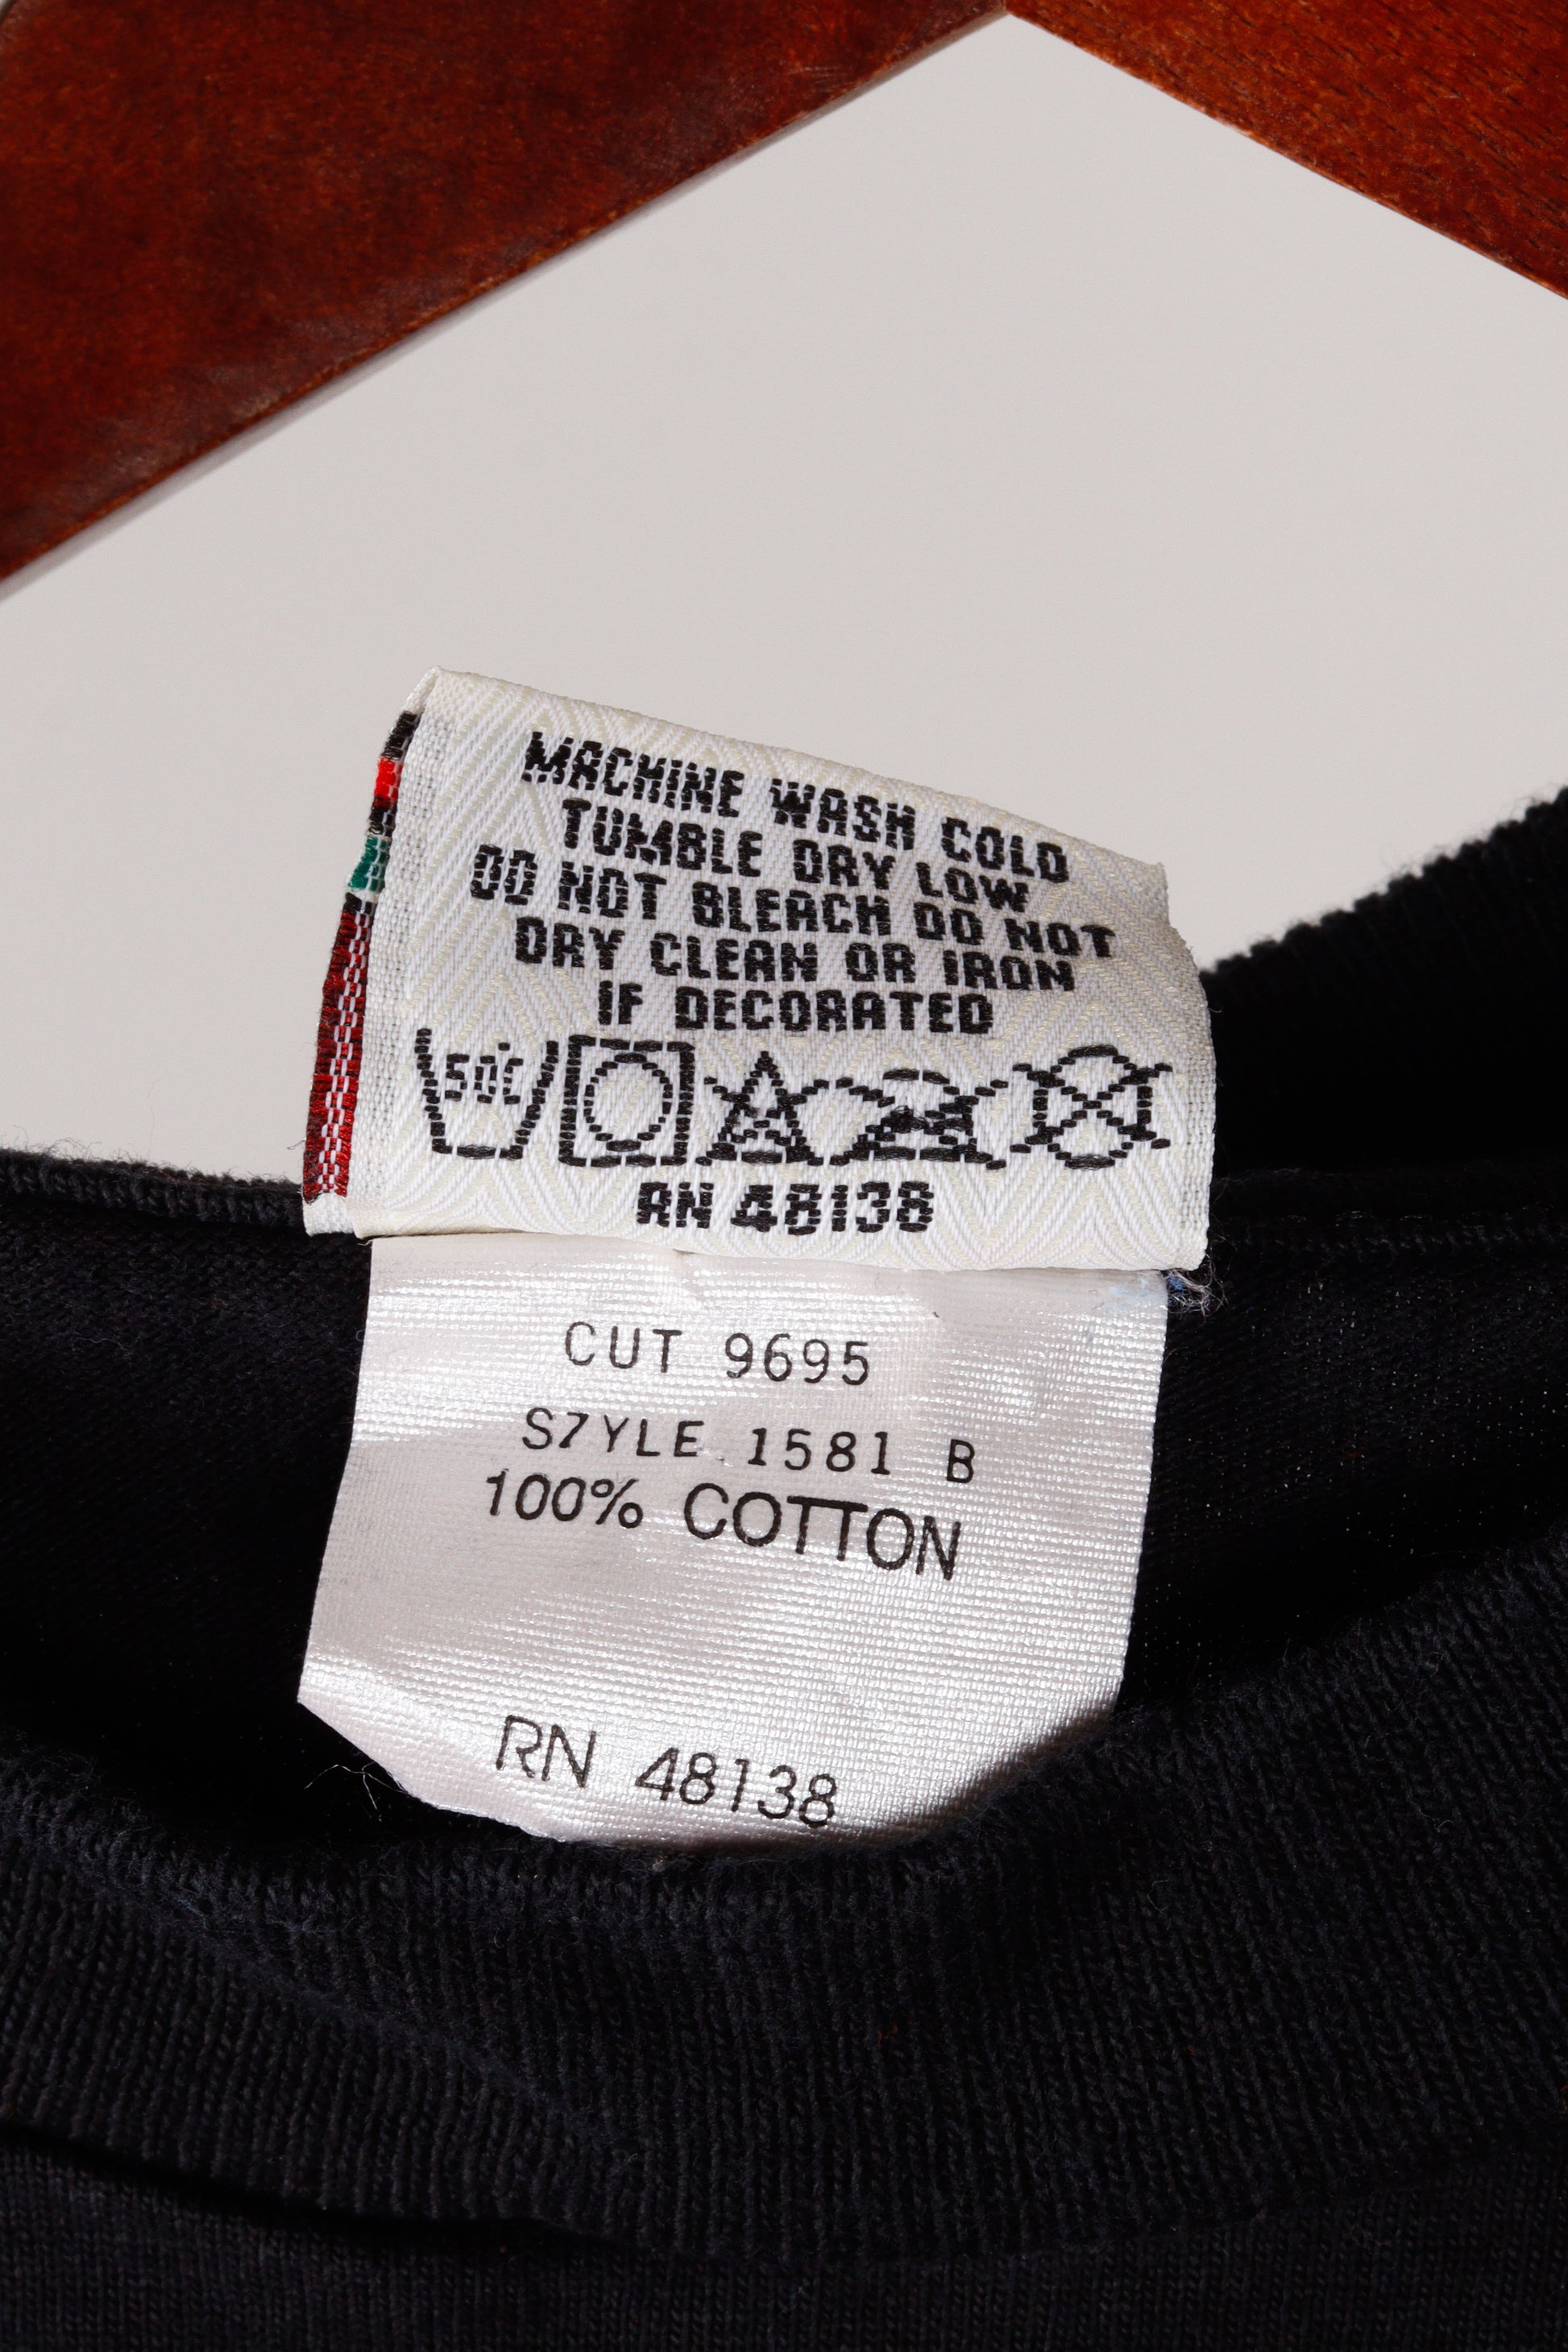 MACHINE WASH COLD
TUMBLE DRY LOW
DO NOT BLEACH DO NOT
DRY CLEAN OR IRON
IF DECORATED
50C
RN 48138
CUT 9695
STYLE 1581 B
100% COTTON
RN 48138